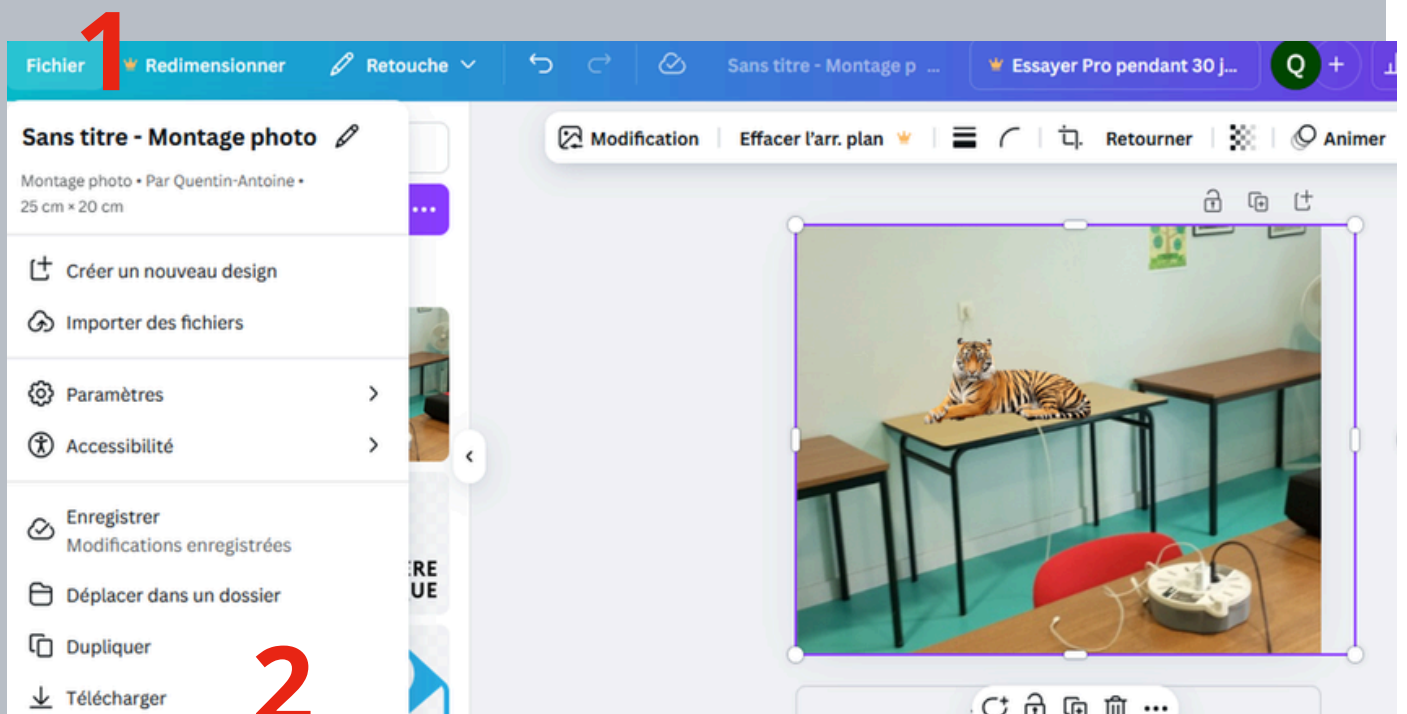 1
Fichier Redimensionner Retouche Sans titre - Montage p ... Essayer Pro pendant 30 j... Q +
Sans titre - Montage photo
Montage photo • Par Quentin-Antoine •
25 cm × 20 cm
Modification Effacer l'arr. plan Retourner Animer
Créer un nouveau design
Importer des fichiers
Paramètres
Accessibilité
Enregistrer
Modifications enregistrées
Déplacer dans un dossier
Dupliquer
Télécharger
2
ERE
UE